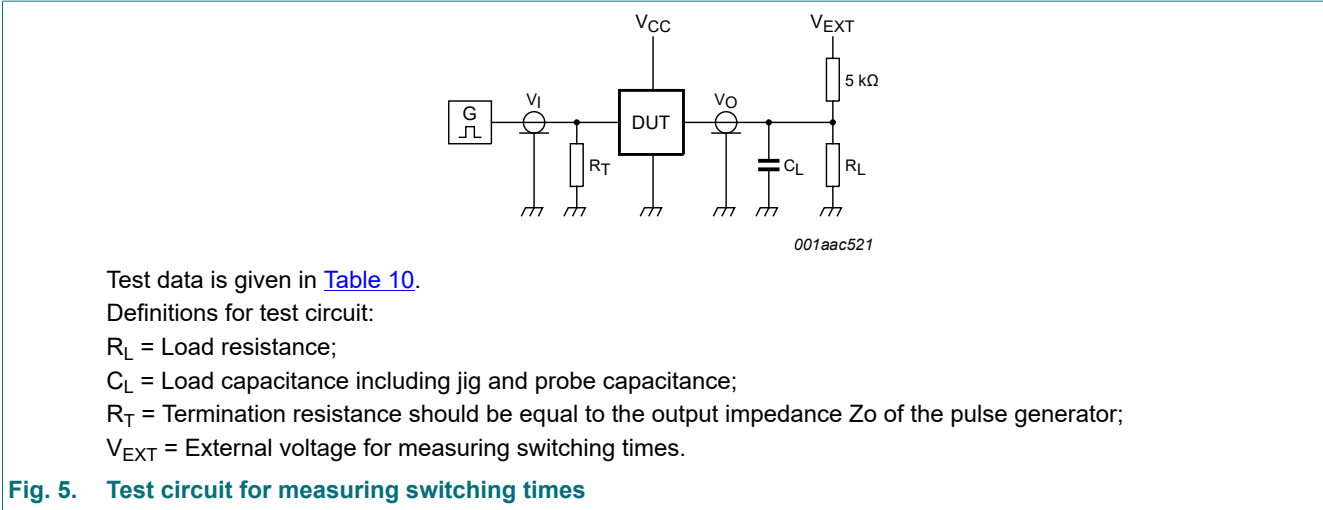 VCC
VEXT
5 kΩ
G
VI
DUT
VO
RT
CL
RL
001aac521
Test data is given in Table 10.
Definitions for test circuit:
RL = Load resistance;
CL = Load capacitance including jig and probe capacitance;
RT = Termination resistance should be equal to the output impedance Zo of the pulse generator;
VEXT = External voltage for measuring switching times.
Fig. 5. Test circuit for measuring switching times